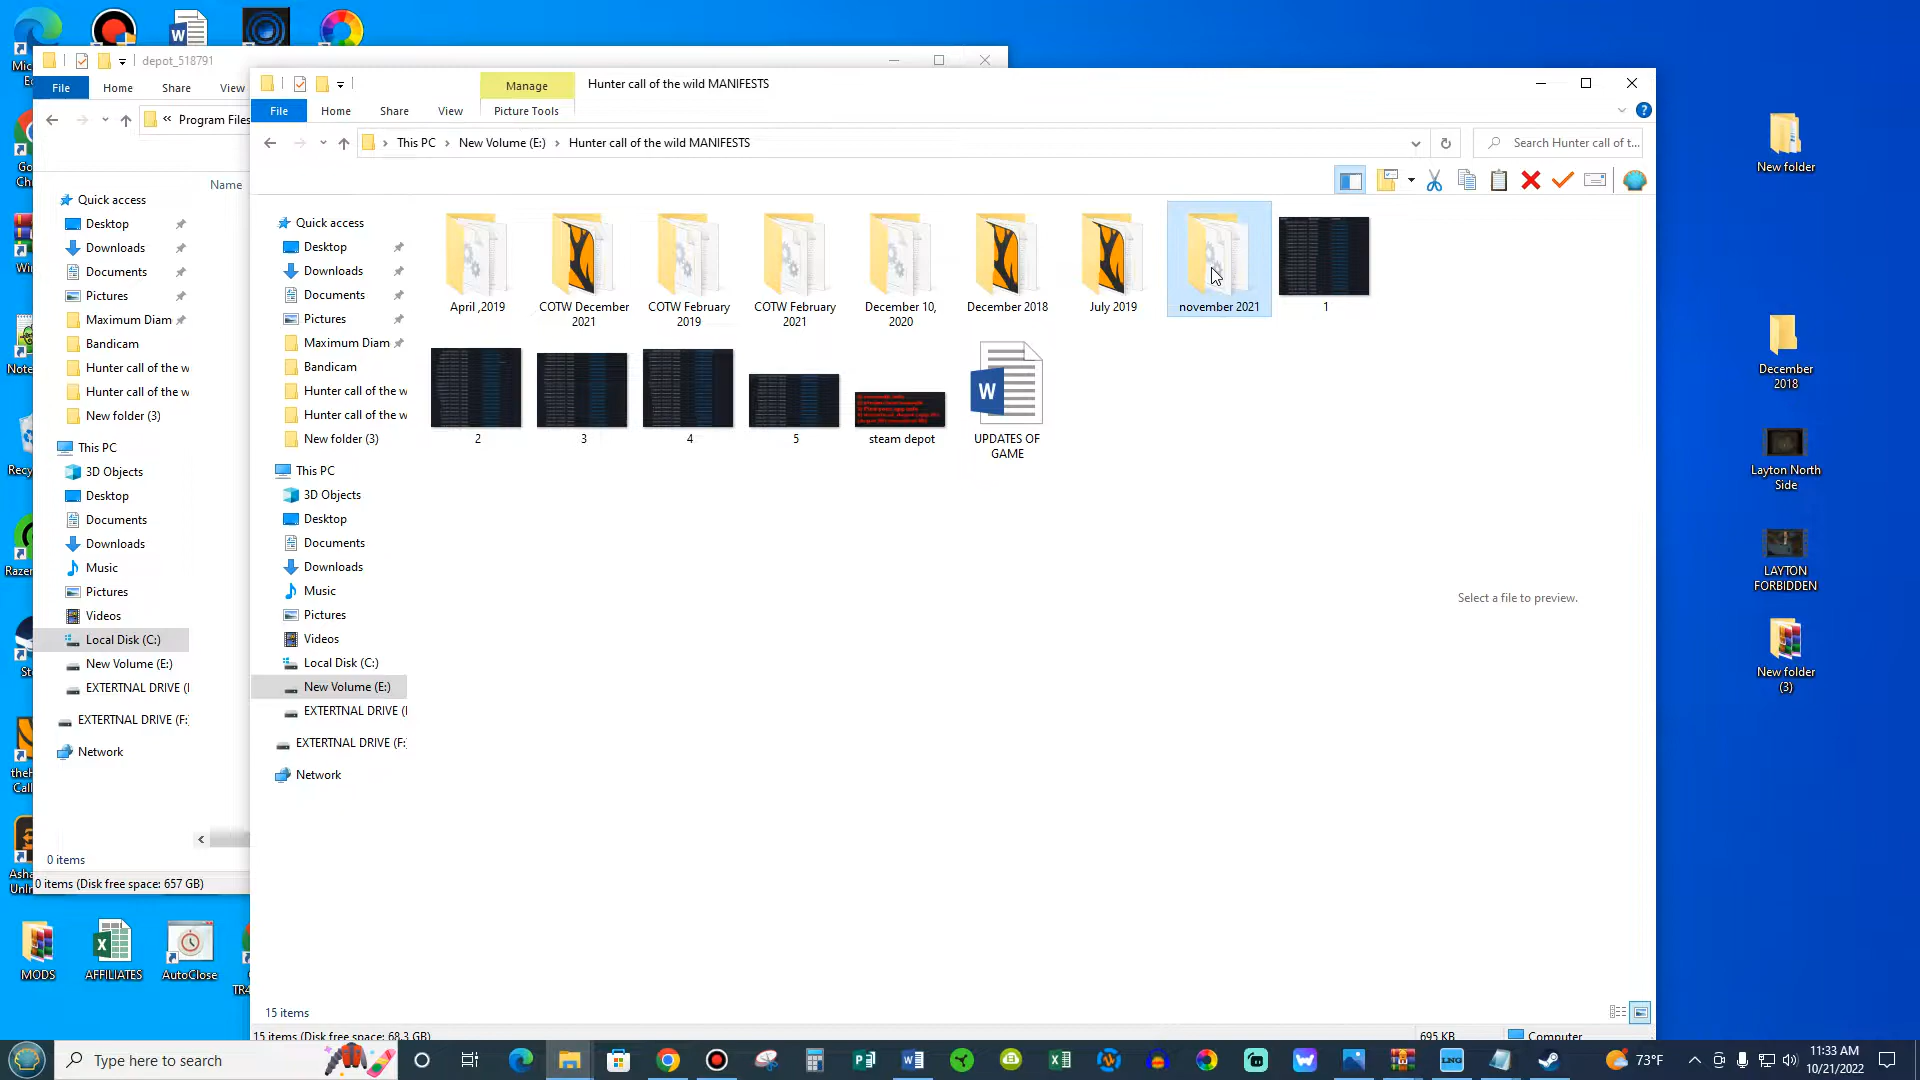 depot_518791
File
Home
Share
View
Program Files
Name
Quick access
Desktop
Downloads
Documents
Pictures
Maximum Diam
Bandicam
Hunter call of the w
Hunter call of the w
New folder (3)
This PC
3D Objects
Desktop
Documents
Downloads
Music
Pictures
Videos
Local Disk (C:)
New Volume (E:)
EXTERTNAL DRIVE (
EXTERTNAL DRIVE (F:
Network
0 items
0 items (Disk free space: 657 GB)
Manage
Hunter call of the wild MANIFESTS
File
Home
Share
View
Picture Tools
This PC
New Volume (E:)
Hunter call of the wild MANIFESTS
Search Hunter call of t...
Quick access
Desktop
Downloads
Documents
Pictures
Maximum Diam
Bandicam
Hunter call of the w
Hunter call of the w
New folder (3)
This PC
3D Objects
Desktop
Documents
Downloads
Music
Pictures
Videos
Local Disk (C:)
New Volume (E:)
EXTERTNAL DRIVE (
EXTERTNAL DRIVE (F:
Network
April ,2019
COTW December
2021
COTW February
2019
COTW February
2021
December 10,
2020
December 2018
July 2019
november 2021
1
2
3
4
5
steam depot
UPDATES OF
GAME
Select a file to preview.
15 items
15 items (Disk free space: 68.3 GB)
695 KB
Computer
New folder
December
2018
Layton North
Side
LAYTON
FORBIDDEN
New folder
(3)
MODS
AFFILIATES
AutoClose
Type here to search
73°F
11:33 AM
10/21/2022